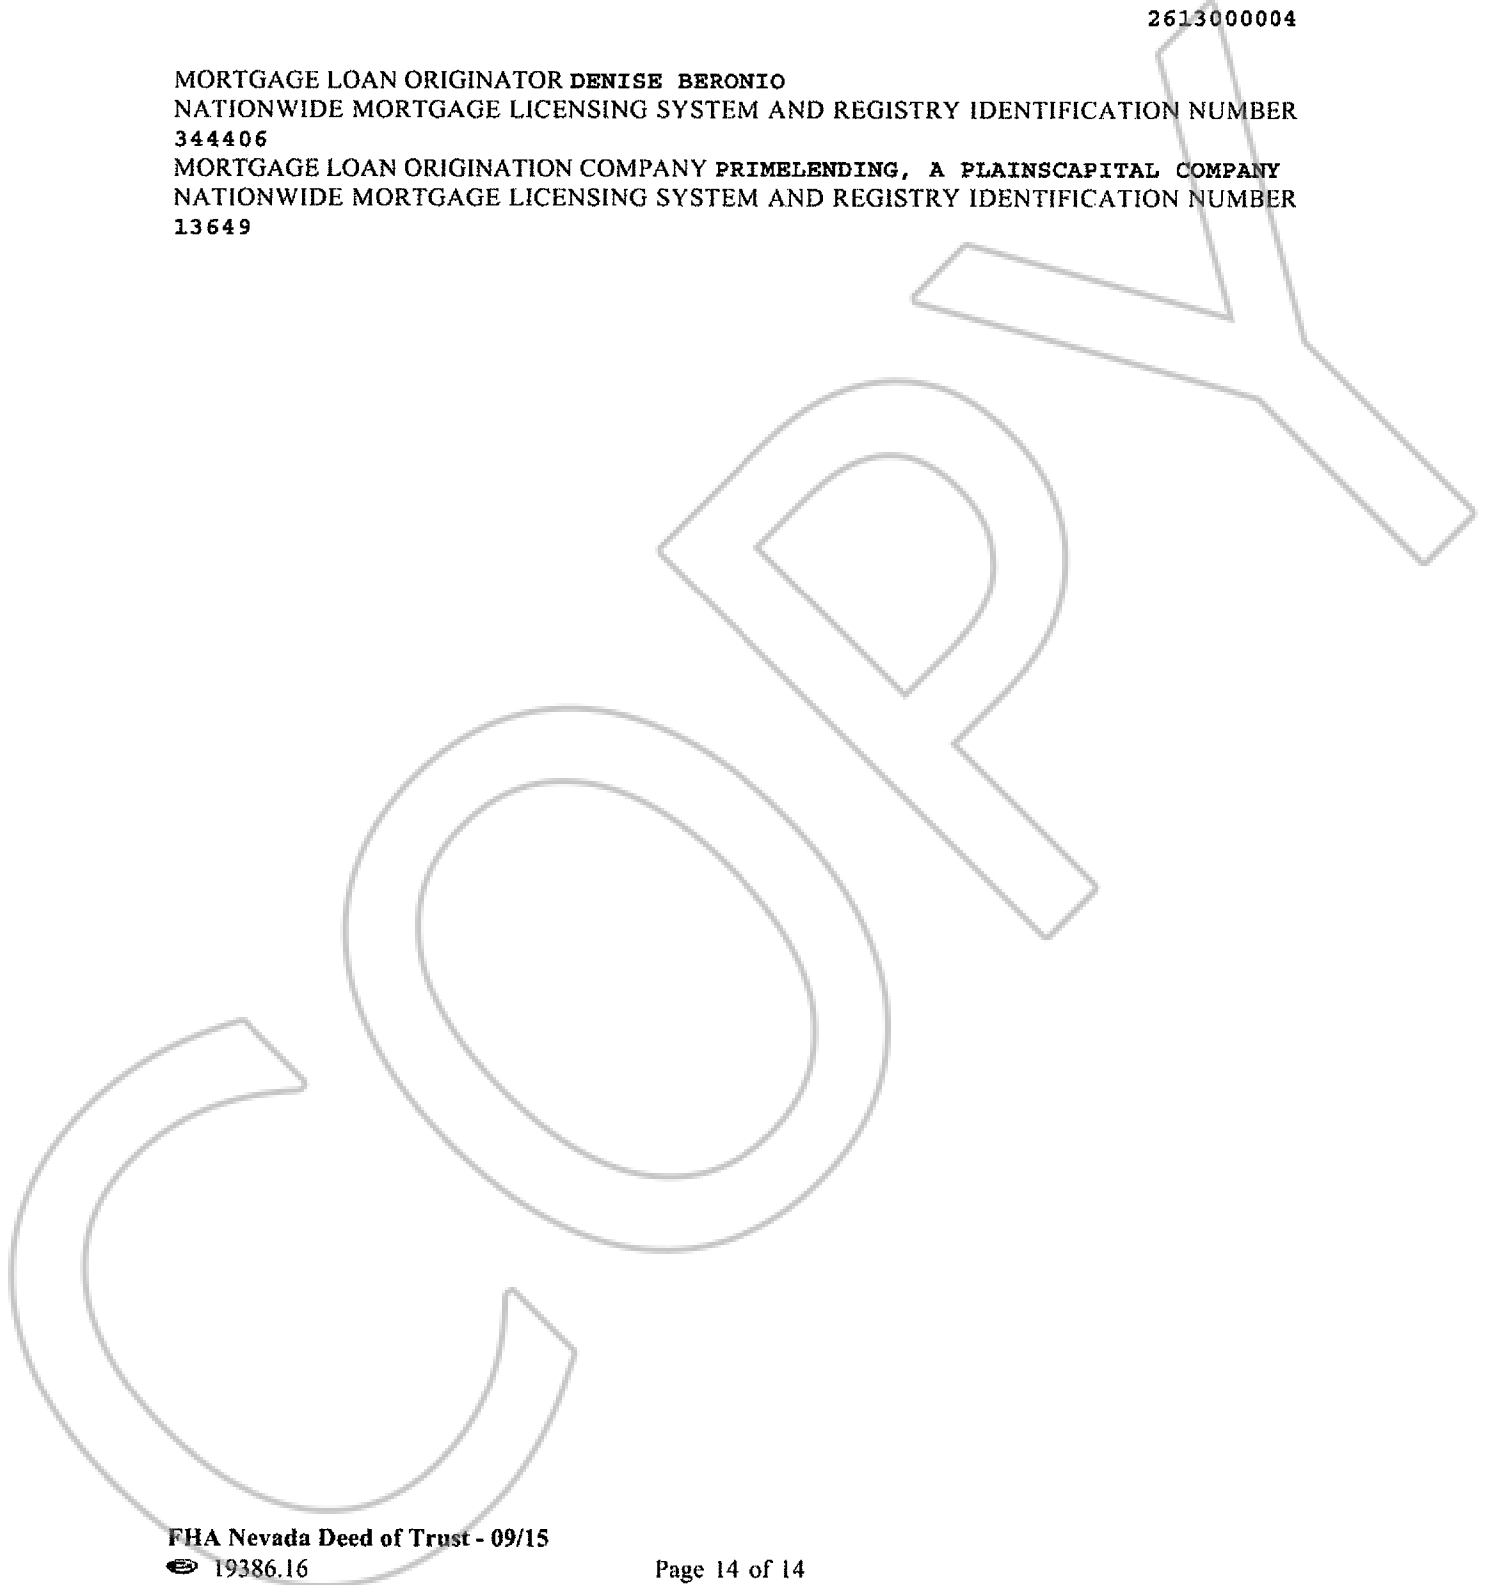 2613000004
MORTGAGE LOAN ORIGINATOR DENISE BERONIO
NATIONWIDE MORTGAGE LICENSING SYSTEM AND REGISTRY IDENTIFICATION NUMBER
344406
MORTGAGE LOAN ORIGINATION COMPANY PRIMELENDING, A PLAINSCAPITAL COMPANY
NATIONWIDE MORTGAGE LICENSING SYSTEM AND REGISTRY IDENTIFICATION NUMBER
13649
COPY
FHA Nevada Deed of Trust - 09/15
19386.16 Page 14 of 14